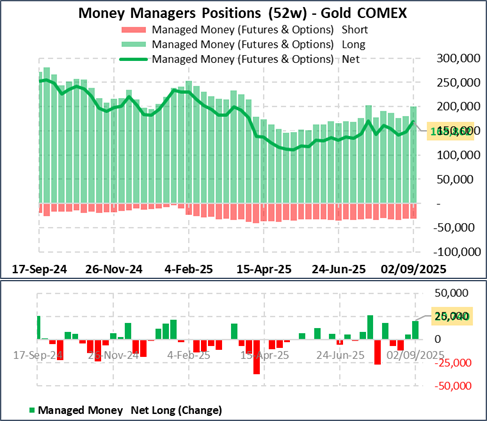 Money Managers Positions (52w) - Gold COMEX
Managed Money (Futures & Options) Short
Managed Money (Futures & Options) Long
Managed Money (Futures & Options) Net
300,000
250,000
200,000
150,000
100,000
50,000
-
-50,000
-100,000
17-Sep-24 26-Nov-24 4-Feb-25 15-Apr-25 24-Jun-25 02/09/2025
50,000
25,000
0
-25,000
-50,000
17-Sep-24 26-Nov-24 4-Feb-25 15-Apr-25 24-Jun-25 02/09/2025
Managed Money Net Long (Change)